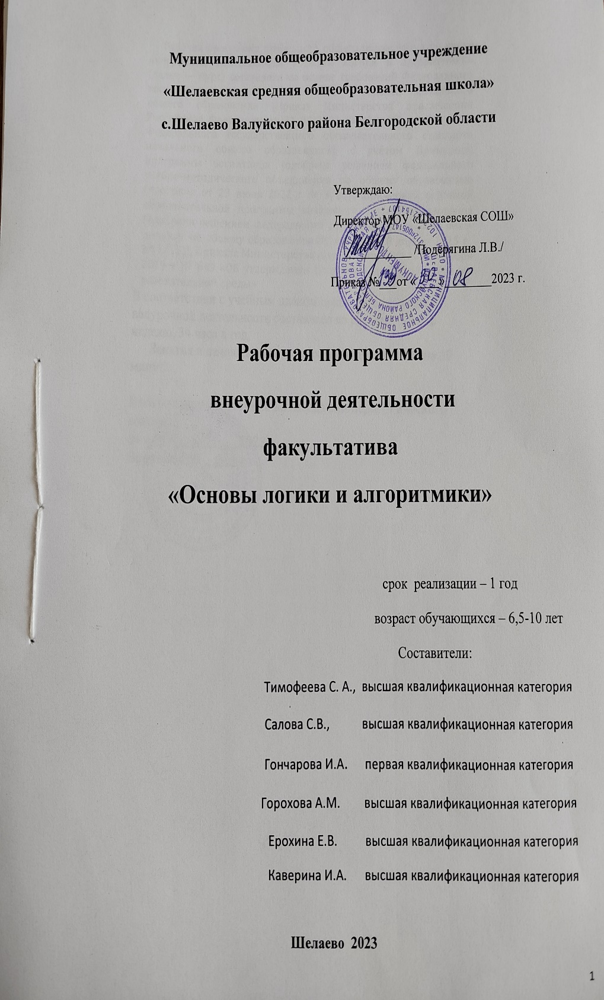 Муниципальное общеобразовательное учреждение
«Шелаевская средняя общеобразовательная школа»
с.Шелаево Валуйского района Белгородской области
Утверждаю:
Директор МОУ «Шелаевская СОШ»
/Подерягина Л.В./
Приказ № 139 от « 30 » 08 2023 г.
Рабочая программа
внеурочной деятельности
факультатива
«Основы логики и алгоритмики»
срок реализации – 1 год
возраст обучающихся – 6,5-10 лет
Составители:
Тимофеева С. А., высшая квалификационная категория
Салова С.В., высшая квалификационная категория
Гончарова И.А. первая квалификационная категория
Горохова А.М. высшая квалификационная категория
Ерохина Е.В. высшая квалификационная категория
Каверина И.А. высшая квалификационная категория
Шелаево 2023
1